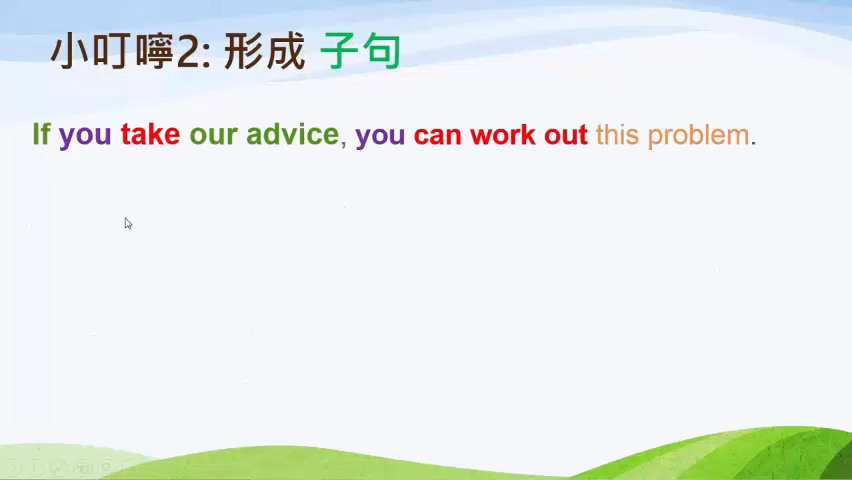 小叮嚀2: 形成 子句
If you take our advice, you can work out this problem.